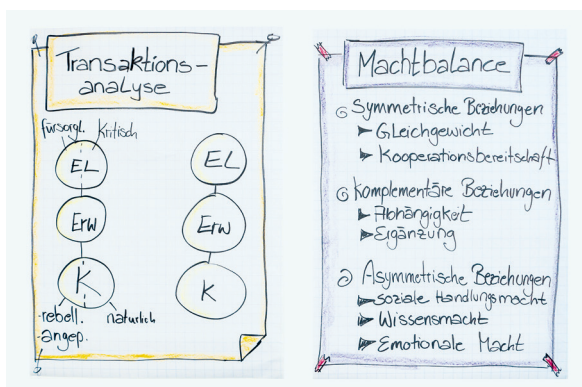 Transaktions-
analyse
fürsorgl. kritisch
EL EL
Erw Erw
K K
-rebell. natürlich
-angep.
Machtbalance
Symmetrische Beziehungen
Gleichgewicht
Kooperationsbereitschaft
Komplementäre Beziehungen
Abhängigkeit
Ergänzung
Asymmetrische Beziehungen
soziale Handlungsmacht
Wissensmacht
Emotionale Macht